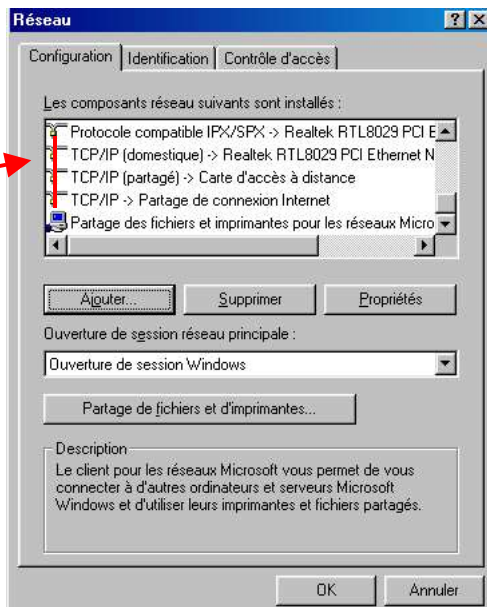 Réseau
Configuration Identification Contrôle d'accès
Les composants réseau suivants sont installés :
Protocole compatible IPX/SPX -> Realtek RTL8029 PCI E
TCP/IP (domestique) -> Realtek RTL8029 PCI Ethernet N
TCP/IP (partagé) -> Carte d'accès à distance
TCP/IP -> Partage de connexion Internet
Partage des fichiers et imprimantes pour les réseaux Micro
Ajouter... Supprimer Propriétés
Ouverture de session réseau principale :
Ouverture de session Windows
Partage de fichiers et d'imprimantes...
Description
Le client pour les réseaux Microsoft vous permet de vous
connecter à d'autres ordinateurs et serveurs Microsoft
Windows et d'utiliser leurs imprimantes et fichiers partagés.
OK Annuler